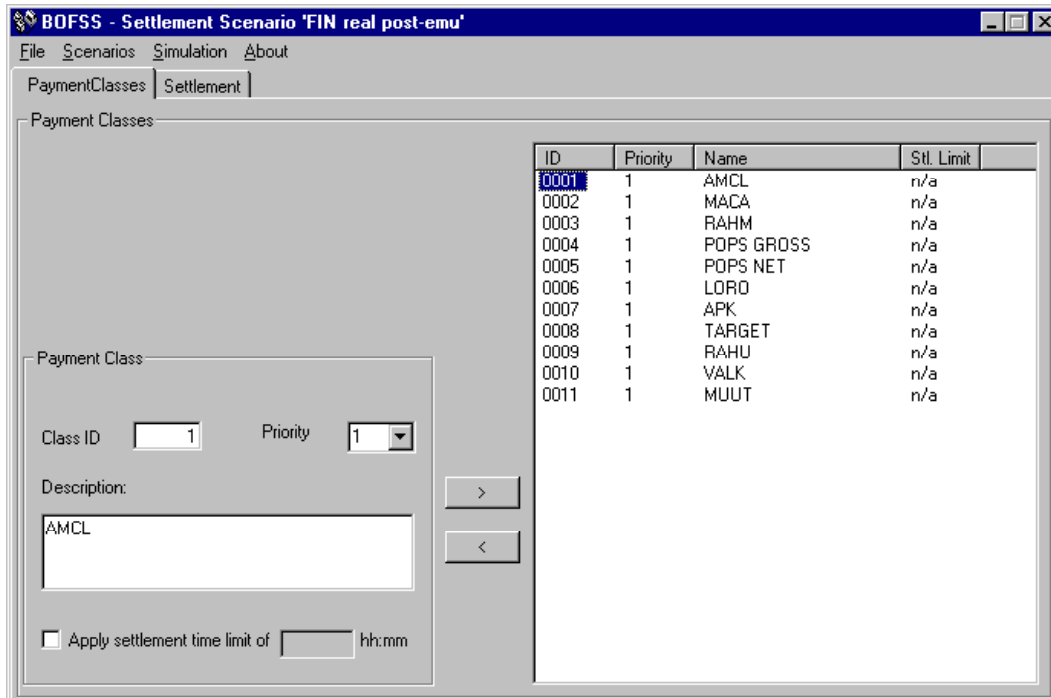 BOFSS - Settlement Scenario 'FIN real post-emu'
File Scenarios Simulation About
PaymentClasses Settlement
Payment Classes
ID Priority Name Stl. Limit
0001 1 AMCL n/a
0002 1 MACA n/a
0003 1 RAHM n/a
0004 1 POPS GROSS n/a
0005 1 POPS NET n/a
0006 1 LORO n/a
0007 1 APK n/a
0008 1 TARGET n/a
0009 1 RAHU n/a
0010 1 VALK n/a
0011 1 MUUT n/a
Payment Class
Class ID 1 Priority 1
Description:
AMCL
Apply settlement time limit of hh:mm
>
<